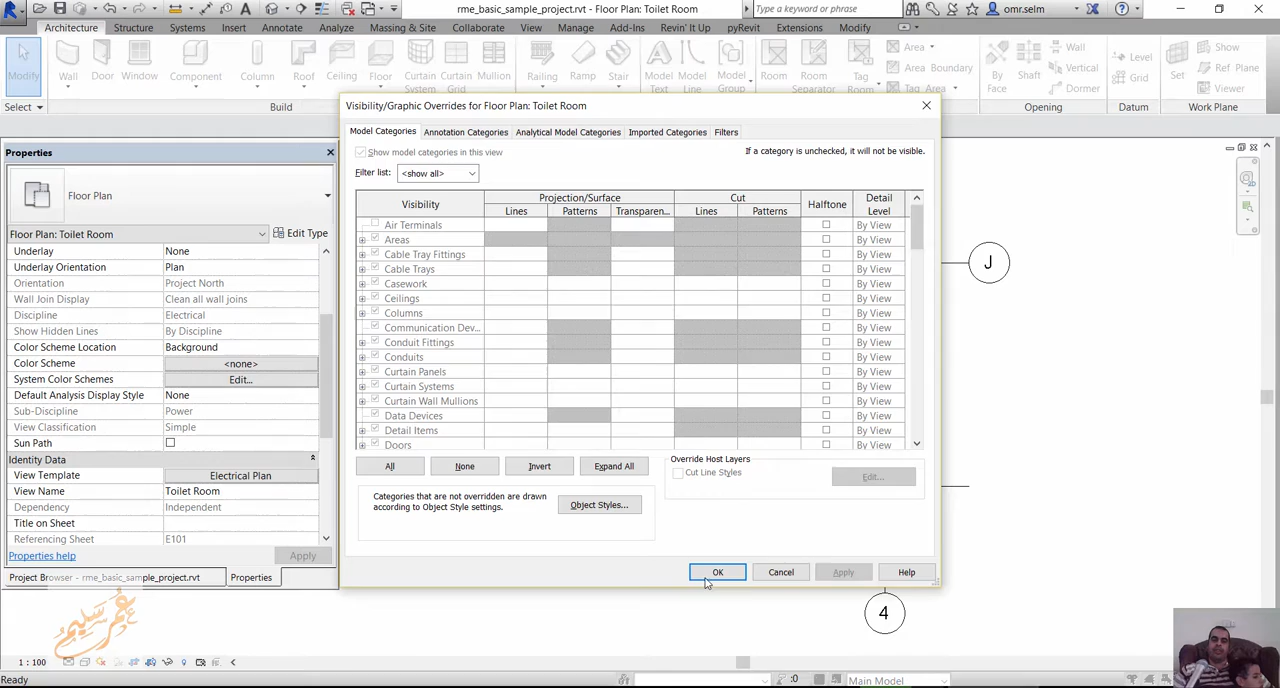 rme_basic_sample_project.rvt - Floor Plan: Toilet Room
Type a keyword or phrase
omr.selm
Architecture Structure Systems Insert Annotate Analyze Massing & Site Collaborate View Manage Add-Ins Revin' It Up pyRevit Extensions Modify
Modify
Wall Door Window Component Column Roof Ceiling Floor Curtain System Curtain Grid Mullion Railing Ramp Stair Model Text Model Line Model Group Room Room Separator Tag Room
Area
Area Boundary
Tag Area
By Face
Shaft
Wall
Vertical
Dormer
Level
Grid
Set
Show
Ref Plane
Viewer
Select Build Opening Datum Work Plane
Properties
Floor Plan
Floor Plan: Toilet Room Edit Type
Underlay None
Underlay Orientation Plan
Orientation Project North
Wall Join Display Clean all wall joins
Discipline Electrical
Show Hidden Lines By Discipline
Color Scheme Location Background
Color Scheme <none>
System Color Schemes Edit...
Default Analysis Display Style None
Sub-Discipline Power
View Classification Simple
Sun Path
Identity Data
View Template Electrical Plan
View Name Toilet Room
Dependency Independent
Title on Sheet
Referencing Sheet E101
Properties help Apply
Project Browser - rme_basic_sample_project.rvt Properties
Visibility/Graphic Overrides for Floor Plan: Toilet Room
Model Categories Annotation Categories Analytical Model Categories Imported Categories Filters
Show model categories in this view
If a category is unchecked, it will not be visible.
Filter list: <show all>
Visibility Projection/Surface Cut Halftone Detail Level
Lines Patterns Transparen... Lines Patterns
Air Terminals By View
Areas By View
Cable Tray Fittings By View
Cable Trays By View
Casework By View
Ceilings By View
Columns By View
Communication Dev... By View
Conduit Fittings By View
Conduits By View
Curtain Panels By View
Curtain Systems By View
Curtain Wall Mullions By View
Data Devices By View
Detail Items By View
Doors By View
All None Invert Expand All
Override Host Layers
Cut Line Styles Edit...
Categories that are not overridden are drawn
according to Object Style settings.
Object Styles...
OK Cancel Apply Help
J
4
عمر سليم
1 : 100
Ready
:0
Main Model